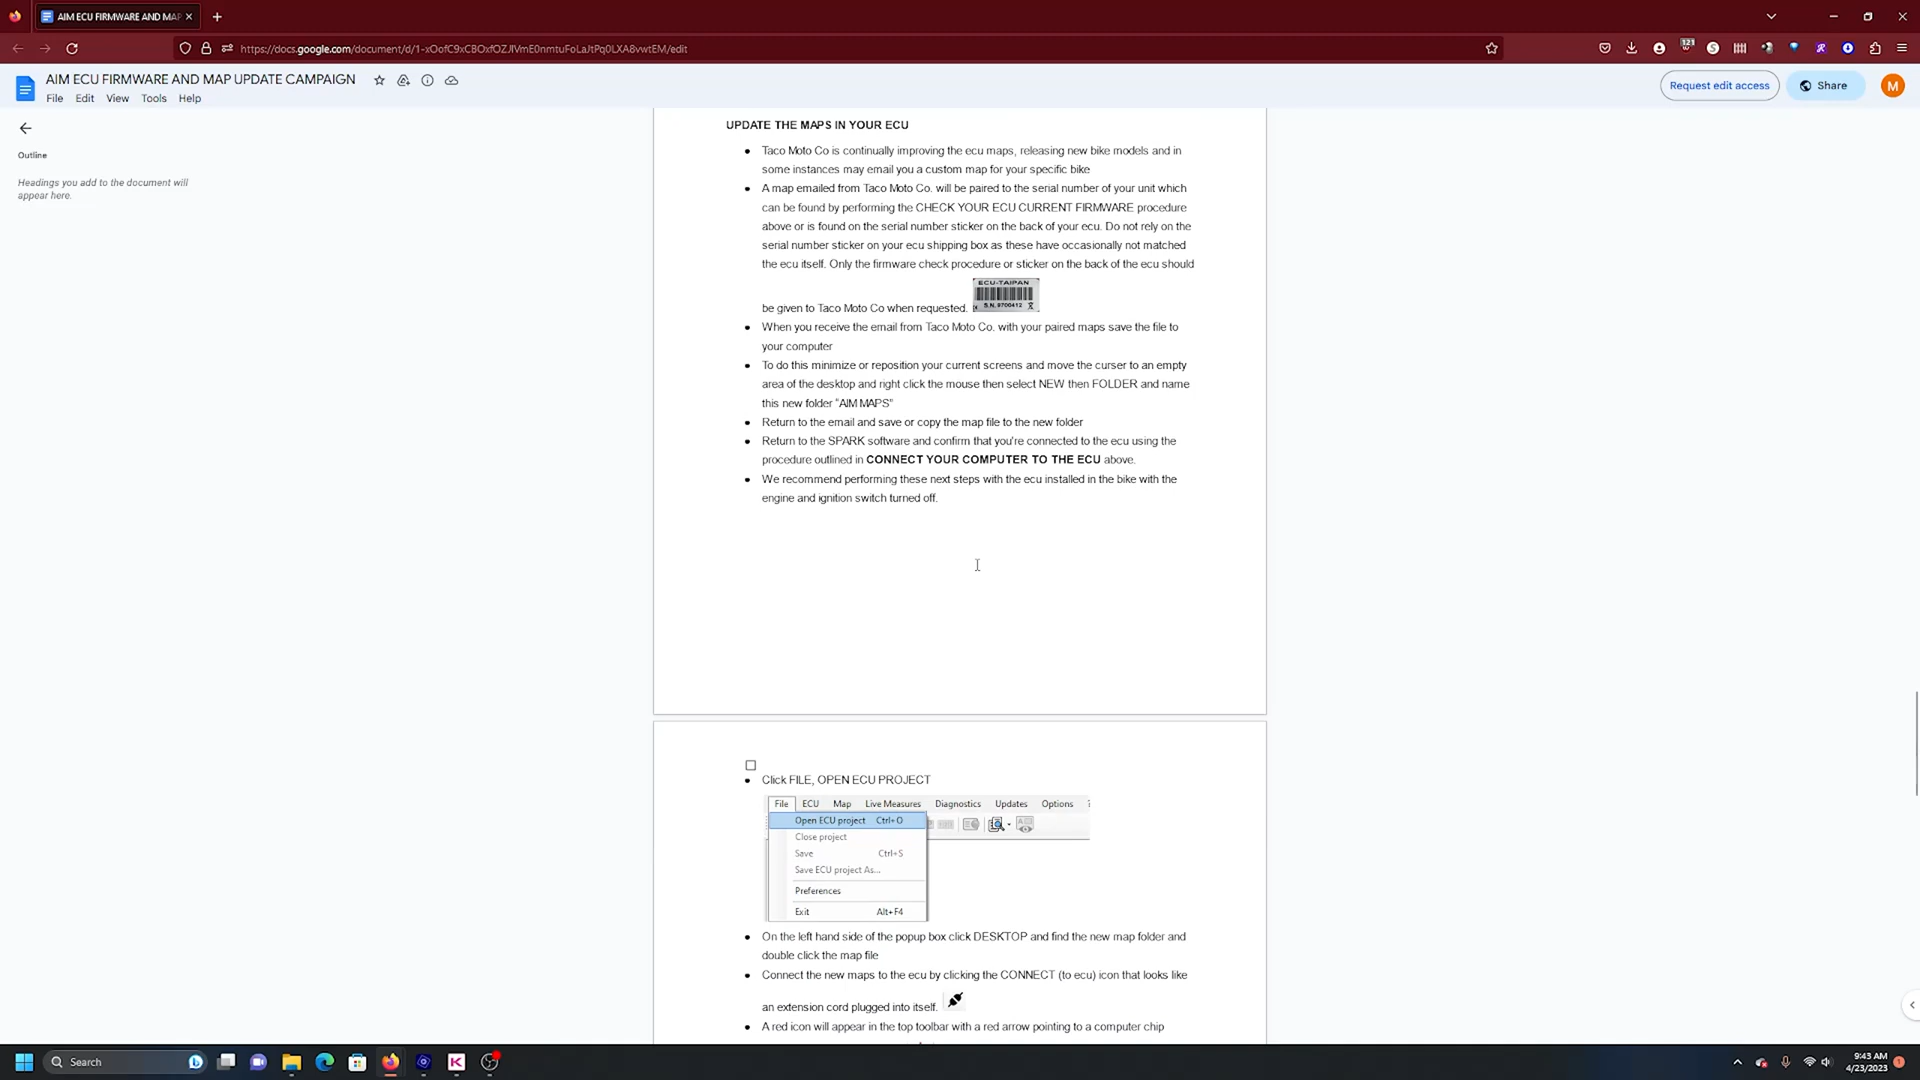 AIM ECU FIRMWARE AND MAP
https://docs.google.com/document/d/1-xOofC9xCBOxfOZJIVmE0nmtuFoLaJtPq0LXA8vwtEM/edit
121
AIM ECU FIRMWARE AND MAP UPDATE CAMPAIGN
File Edit View Tools Help
Request edit access
Share
M
Outline
Headings you add to the document will
appear here.
UPDATE THE MAPS IN YOUR ECU
• Taco Moto Co is continually improving the ecu maps, releasing new bike models and in
some instances may email you a custom map for your specific bike
• A map emailed from Taco Moto Co. will be paired to the serial number of your unit which
can be found by performing the CHECK YOUR ECU CURRENT FIRMWARE procedure
above or is found on the serial number sticker on the back of your ecu. Do not rely on the
serial number sticker on your ecu shipping box as these have occasionally not matched
the ecu itself. Only the firmware check procedure or sticker on the back of the ecu should
ECU-TAIPAN
S.N. 0700412
be given to Taco Moto Co when requested.
• When you receive the email from Taco Moto Co. with your paired maps save the file to
your computer
• To do this minimize or reposition your current screens and move the curser to an empty
area of the desktop and right click the mouse then select NEW then FOLDER and name
this new folder “AIM MAPS”
• Return to the email and save or copy the map file to the new folder
• Return to the SPARK software and confirm that you're connected to the ecu using the
procedure outlined in CONNECT YOUR COMPUTER TO THE ECU above.
• We recommend performing these next steps with the ecu installed in the bike with the
engine and ignition switch turned off.
• Click FILE, OPEN ECU PROJECT
File ECU Map Live Measures Diagnostics Updates Options ?
Open ECU project Ctrl+O
Close project
Save Ctrl+S
Save ECU project As...
Preferences
Exit Alt+F4
• On the left hand side of the popup box click DESKTOP and find the new map folder and
double click the map file
• Connect the new maps to the ecu by clicking the CONNECT (to ecu) icon that looks like
an extension cord plugged into itself.
• A red icon will appear in the top toolbar with a red arrow pointing to a computer chip
Search
9:43 AM
4/23/2023
1